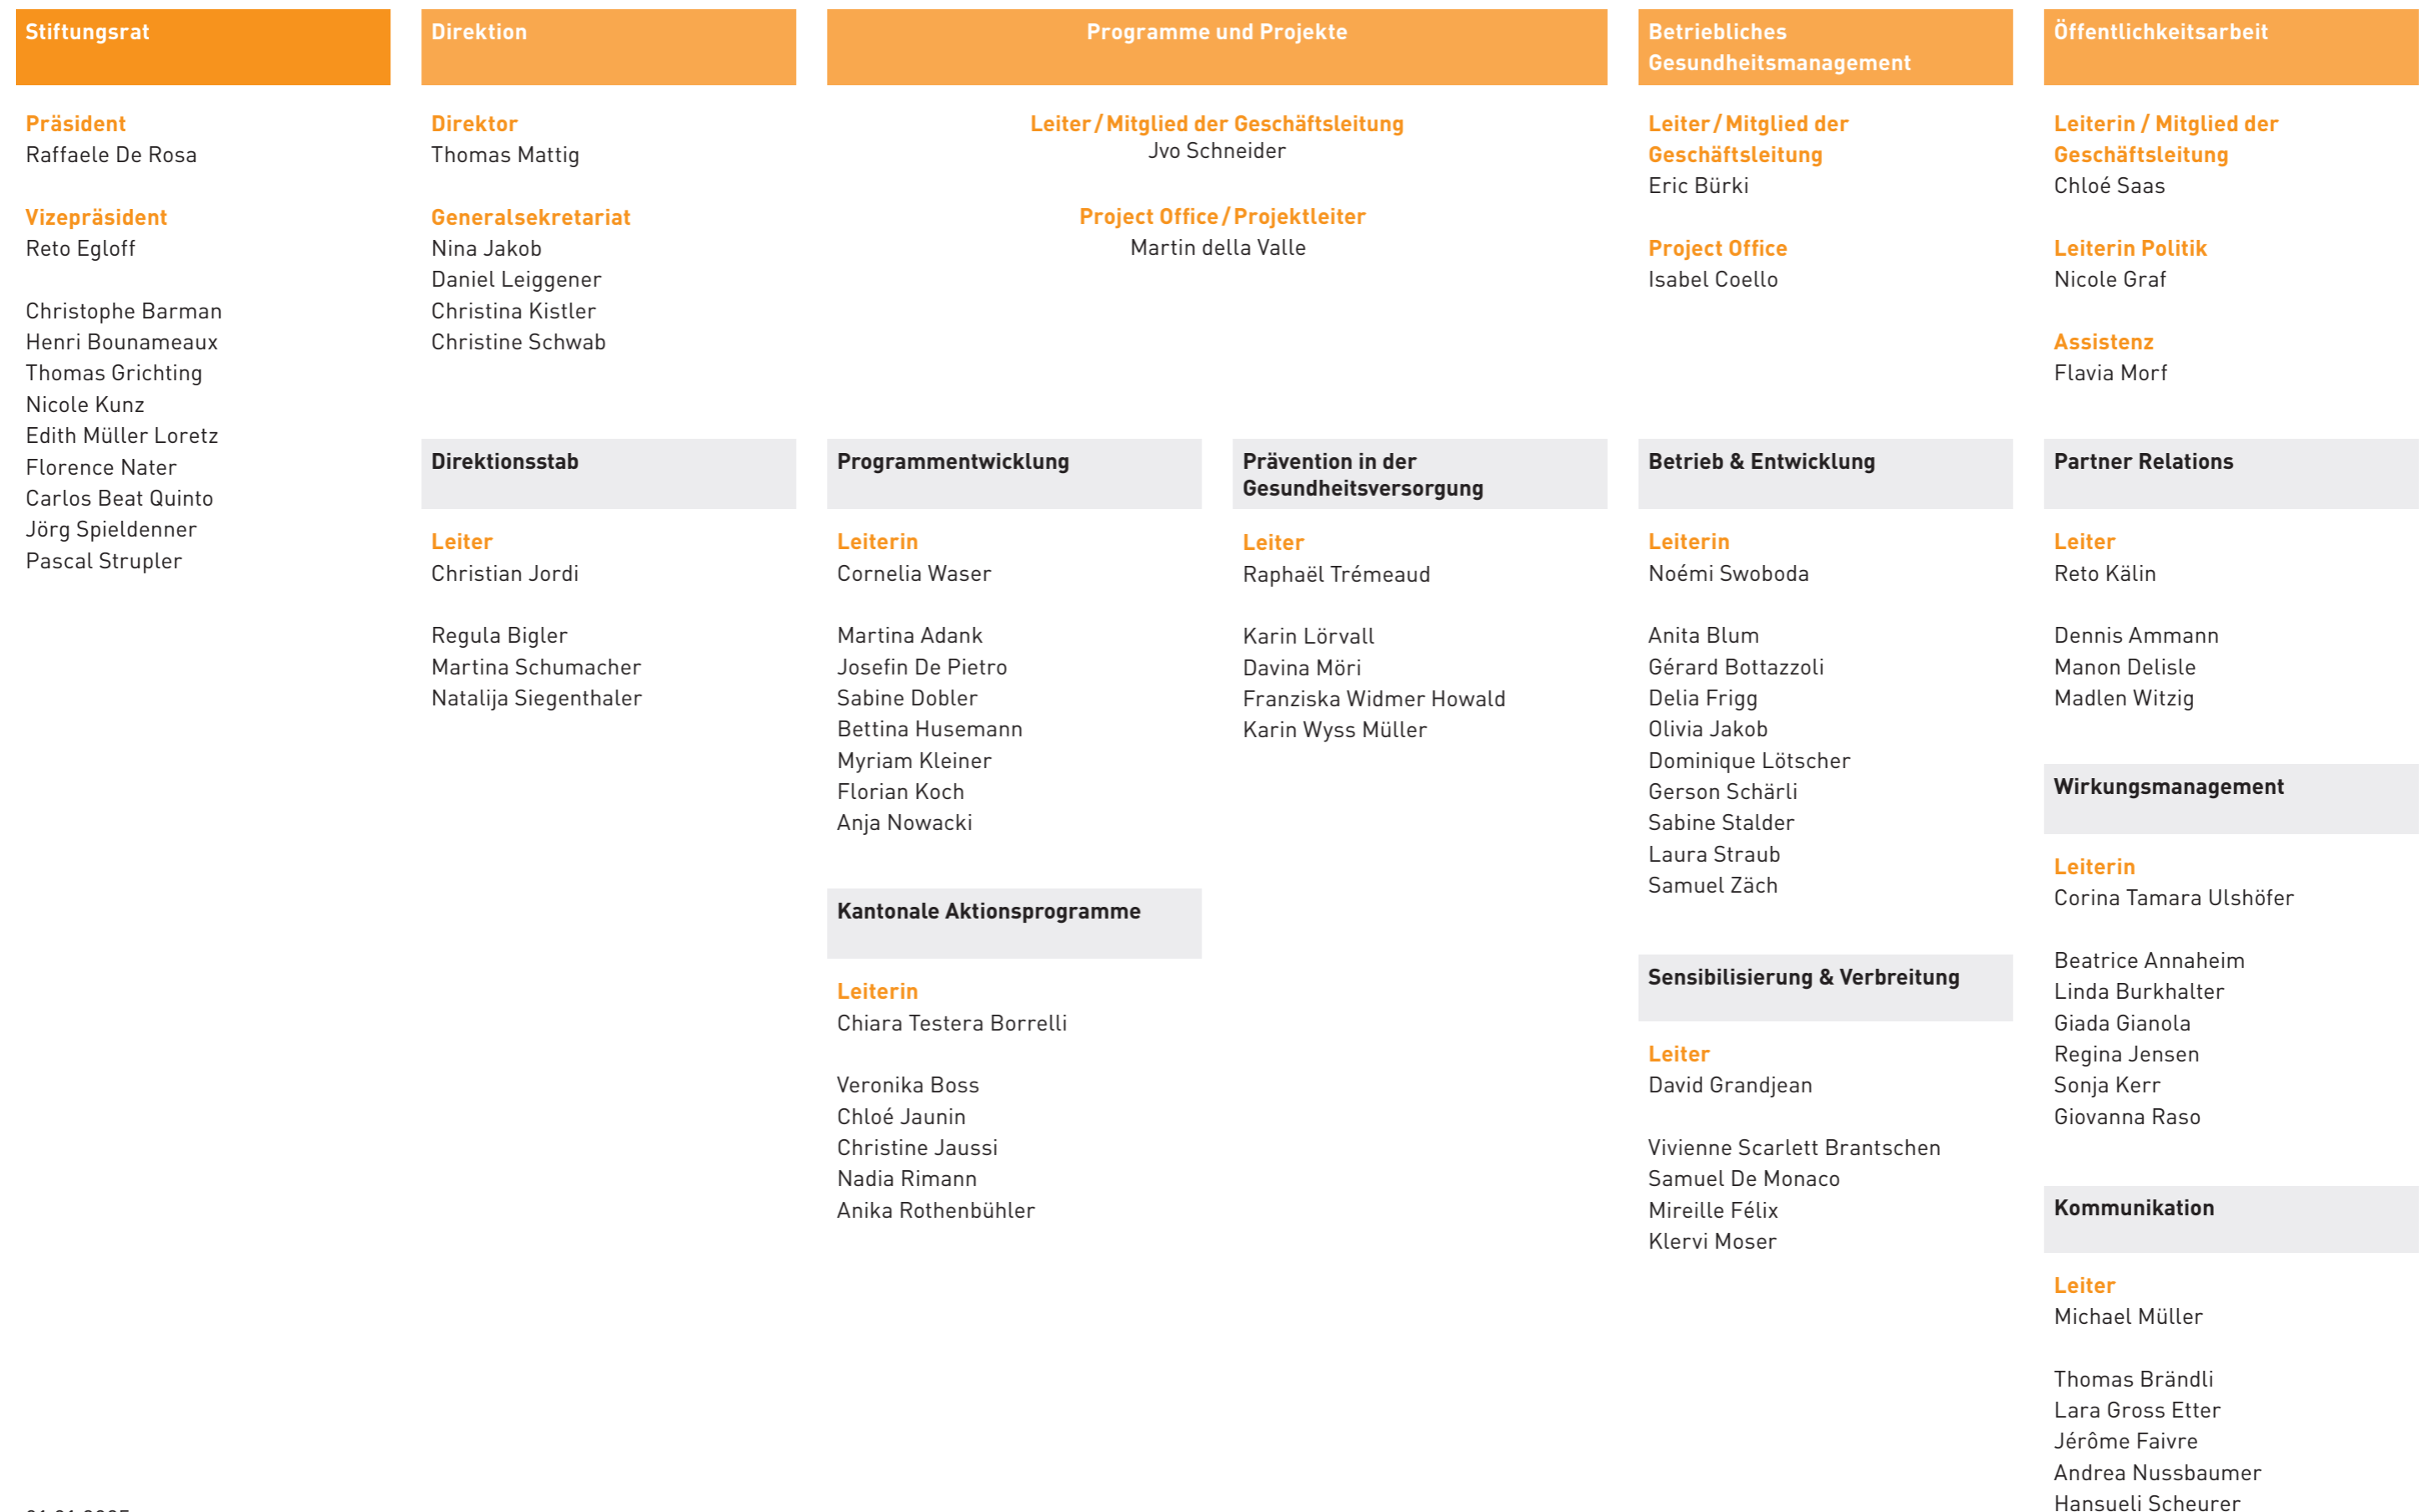 Stiftungsrat
Präsident
Raffaele De Rosa
Vizepräsident
Reto Egloff
Christophe Barman
Henri Bounameaux
Thomas Grichting
Nicole Kunz
Edith Müller Loretz
Florence Nater
Carlos Beat Quinto
Jörg Spieldenner
Pascal Strupler
Direktion
Direktor
Thomas Mattig
Generalsekretariat
Nina Jakob
Daniel Leiggener
Christina Kistler
Christine Schwab
Direktionsstab
Leiter
Christian Jordi
Regula Bigler
Martina Schumacher
Natalija Siegenthaler
Programme und Projekte
Leiter / Mitglied der Geschäftsleitung
Jvo Schneider
Project Office / Projektleiter
Martin della Valle
Programmentwicklung
Leiterin
Cornelia Waser
Martina Adank
Josefin De Pietro
Sabine Dobler
Bettina Husemann
Myriam Kleiner
Florian Koch
Anja Nowacki
Kantonale Aktionsprogramme
Leiterin
Chiara Testera Borrelli
Veronika Boss
Chloé Jaunin
Christine Jaussi
Nadia Rimann
Anika Rothenbühler
Prävention in der
Gesundheitsversorgung
Leiter
Raphaël Trémeaud
Karin Lörvall
Davina Möri
Franziska Widmer Howald
Karin Wyss Müller
Betriebliches
Gesundheitsmanagement
Leiter / Mitglied der
Geschäftsleitung
Eric Bürki
Project Office
Isabel Coello
Betrieb & Entwicklung
Leiterin
Noémi Swoboda
Anita Blum
Gérard Bottazzoli
Delia Frigg
Olivia Jakob
Dominique Lötscher
Gerson Schärli
Sabine Stalder
Laura Straub
Samuel Zäch
Sensibilisierung & Verbreitung
Leiter
David Grandjean
Vivienne Scarlett Brantschen
Samuel De Monaco
Mireille Félix
Klervi Moser
Öffentlichkeitsarbeit
Leiterin / Mitglied der
Geschäftsleitung
Chloé Saas
Leiterin Politik
Nicole Graf
Assistenz
Flavia Morf
Partner Relations
Leiter
Reto Kälin
Dennis Ammann
Manon Delisle
Madlen Witzig
Wirkungsmanagement
Leiterin
Corina Tamara Ulshöfer
Beatrice Annaheim
Linda Burkhalter
Giada Gianola
Regina Jensen
Sonja Kerr
Giovanna Raso
Kommunikation
Leiter
Michael Müller
Thomas Brändli
Lara Gross Etter
Jérôme Faivre
Andrea Nussbaumer
Hansueli Scheurer